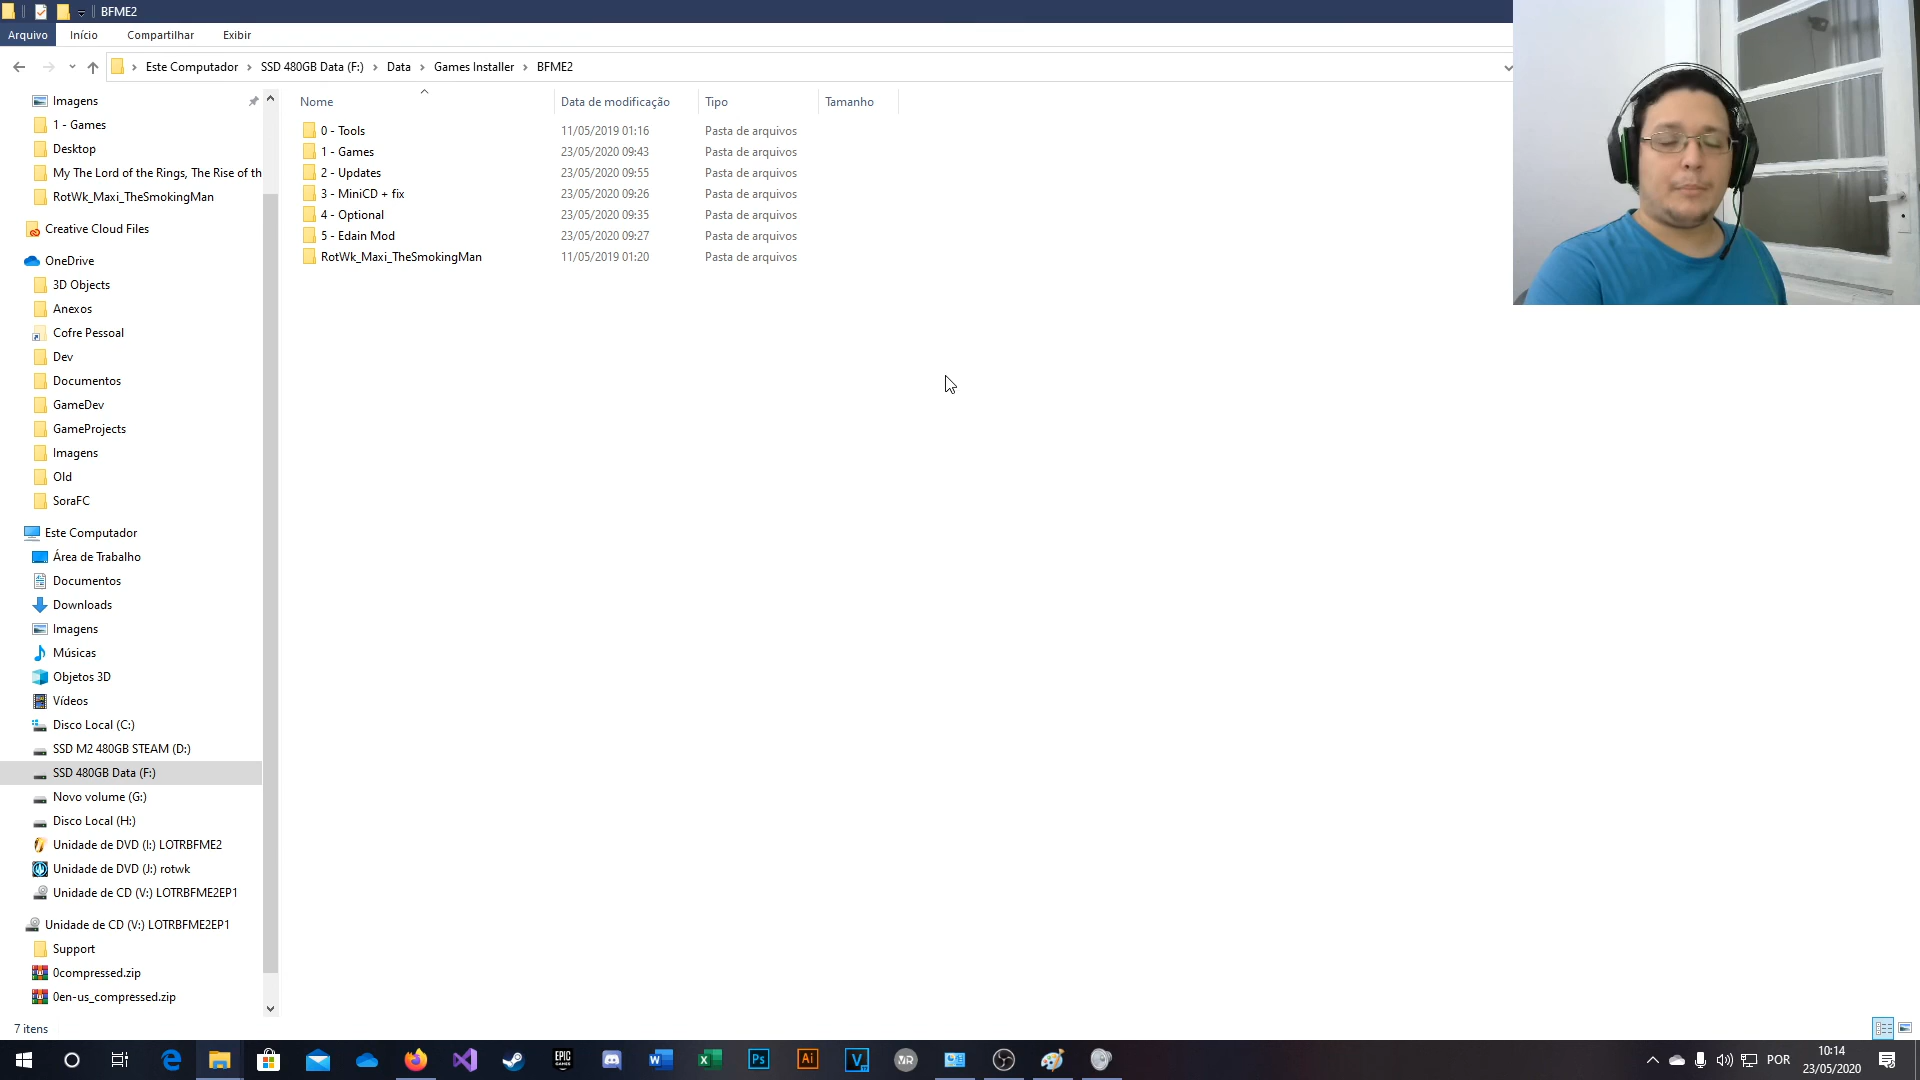 BFME2
Arquivo Início Compartilhar Exibir
Este Computador SSD 480GB Data (F:) Data Games Installer BFME2
Imagens
1 - Games
Desktop
My The Lord of the Rings, The Rise of th
RotWk_Maxi_TheSmokingMan
Creative Cloud Files
OneDrive
3D Objects
Anexos
Cofre Pessoal
Dev
Documentos
GameDev
GameProjects
Imagens
Old
SoraFC
Este Computador
Área de Trabalho
Documentos
Downloads
Imagens
Músicas
Objetos 3D
Vídeos
Disco Local (C:)
SSD M2 480GB STEAM (D:)
SSD 480GB Data (F:)
Novo volume (G:)
Disco Local (H:)
Unidade de DVD (I:) LOTRBFME2
Unidade de DVD (J:) rotwk
Unidade de CD (V:) LOTRBFME2EP1
Unidade de CD (V:) LOTRBFME2EP1
Support
0compressed.zip
0en-us_compressed.zip
Nome Data de modificação Tipo Tamanho
0 - Tools 11/05/2019 01:16 Pasta de arquivos
1 - Games 23/05/2020 09:43 Pasta de arquivos
2 - Updates 23/05/2020 09:55 Pasta de arquivos
3 - MiniCD + fix 23/05/2020 09:26 Pasta de arquivos
4 - Optional 23/05/2020 09:35 Pasta de arquivos
5 - Edain Mod 23/05/2020 09:27 Pasta de arquivos
RotWk_Maxi_TheSmokingMan 11/05/2019 01:20 Pasta de arquivos
7 itens
EPIC GAMES
Ps
Ai
POR
10:14
23/05/2020